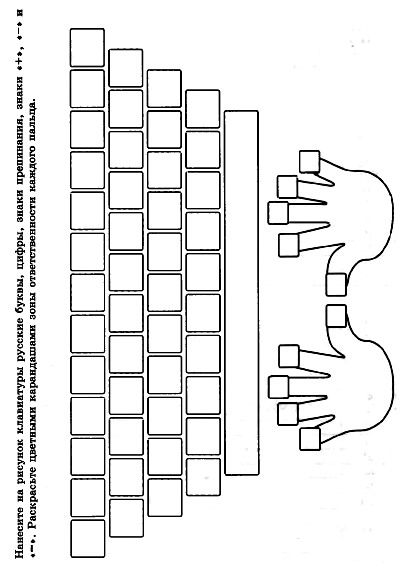 Нанесите на рисунок клавиатуры русские буквы, цифры, знаки препинания, знаки «+», «–» и
«=». Раскрасьте цветными карандашами зоны ответственности каждого пальца.